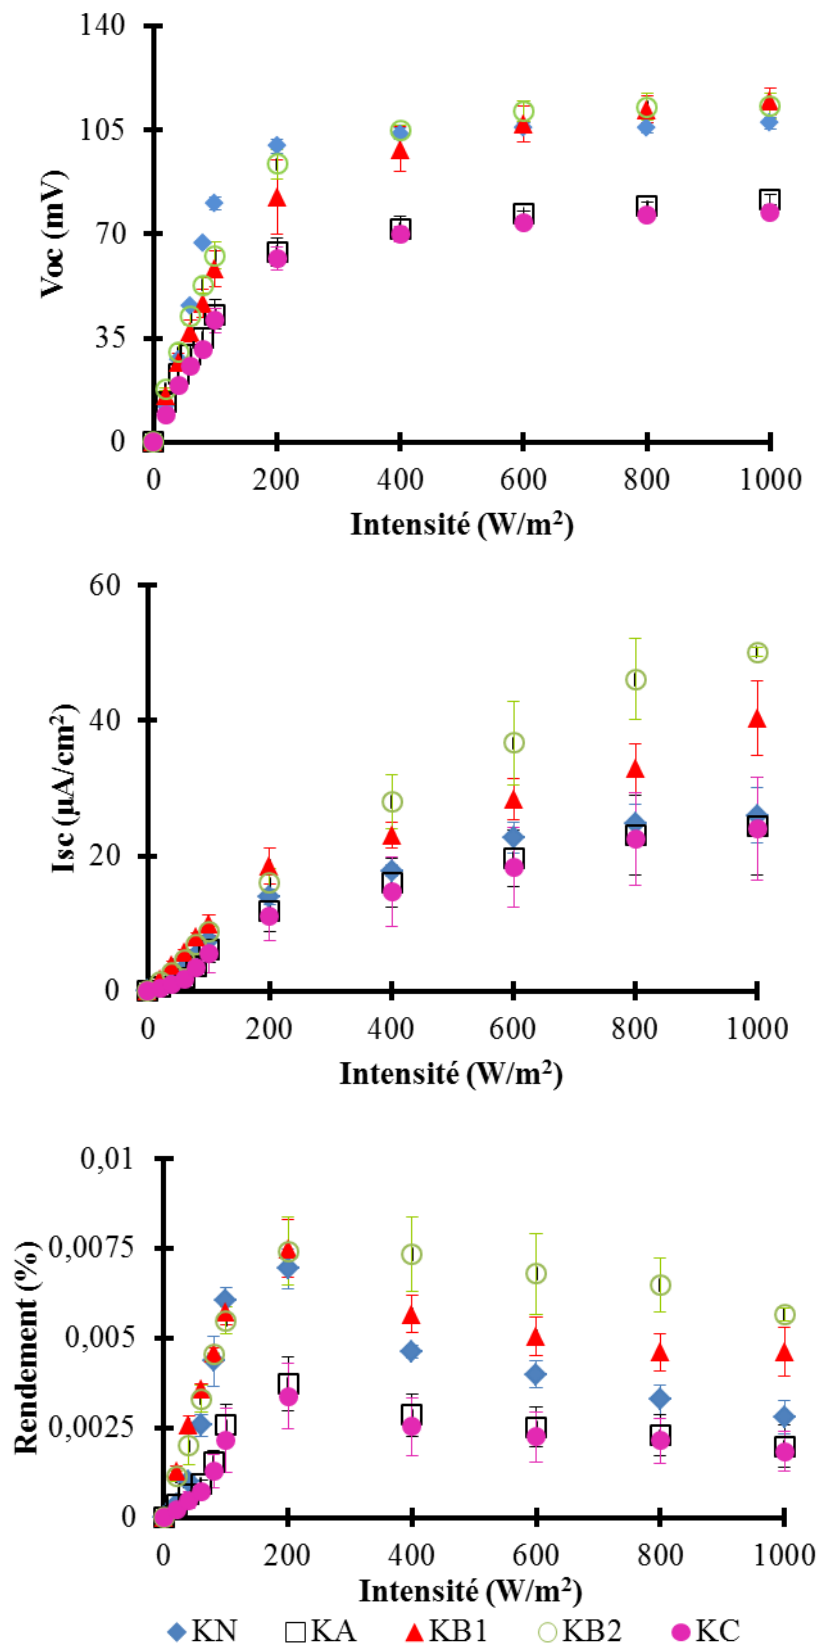 140
105
70
35
0
Voc (mV)
0 200 400 600 800 1000
Intensité (W/m²)
60
40
20
0
Isc (µA/cm²)
0 200 400 600 800 1000
Intensité (W/m²)
0,01
0,0075
0,005
0,0025
0
Rendement (%)
0 200 400 600 800 1000
Intensité (W/m²)
KN KA KB1 KB2 KC